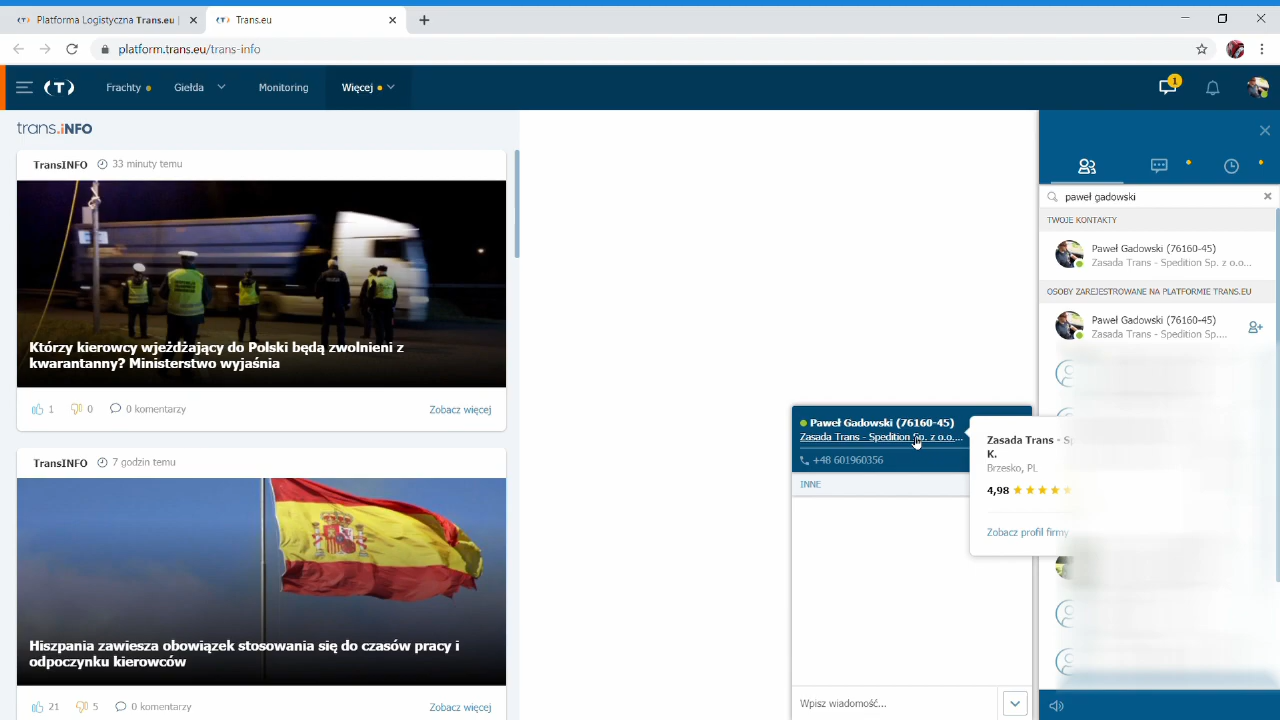 Platforma Logistyczna Trans.eu |
Trans.eu
platform.trans.eu/trans-info
(T)
Frachty
Giełda
Monitoring
Więcej
1
trans.iNFO
TransINFO 33 minuty temu
Którzy kierowcy wjeżdżający do Polski będą zwolnieni z
kwarantanny? Ministerstwo wyjaśnia
1 0 0 komentarzy Zobacz więcej
TransINFO 7 godzin temu
Hiszpania zawiesza obowiązek stosowania się do czasów pracy i
odpoczynku kierowców
21 5 0 komentarzy Zobacz więcej
Paweł Gadowski (76160-45)
Zasada Trans - Spedition Sp. z o.o....
+48 601960356
INNE
Wpisz wiadomość...
Zasada Trans - Sp
K.
Brzesko, PL
4,98
Zobacz profil firmy
paweł gadowski
TWOJE KONTAKTY
Paweł Gadowski (76160-45)
Zasada Trans - Spedition Sp. z o.o...
OSOBY ZAREJESTROWANE NA PLATFORMIE TRANS.EU
Paweł Gadowski (76160-45)
Zasada Trans - Spedition Sp....